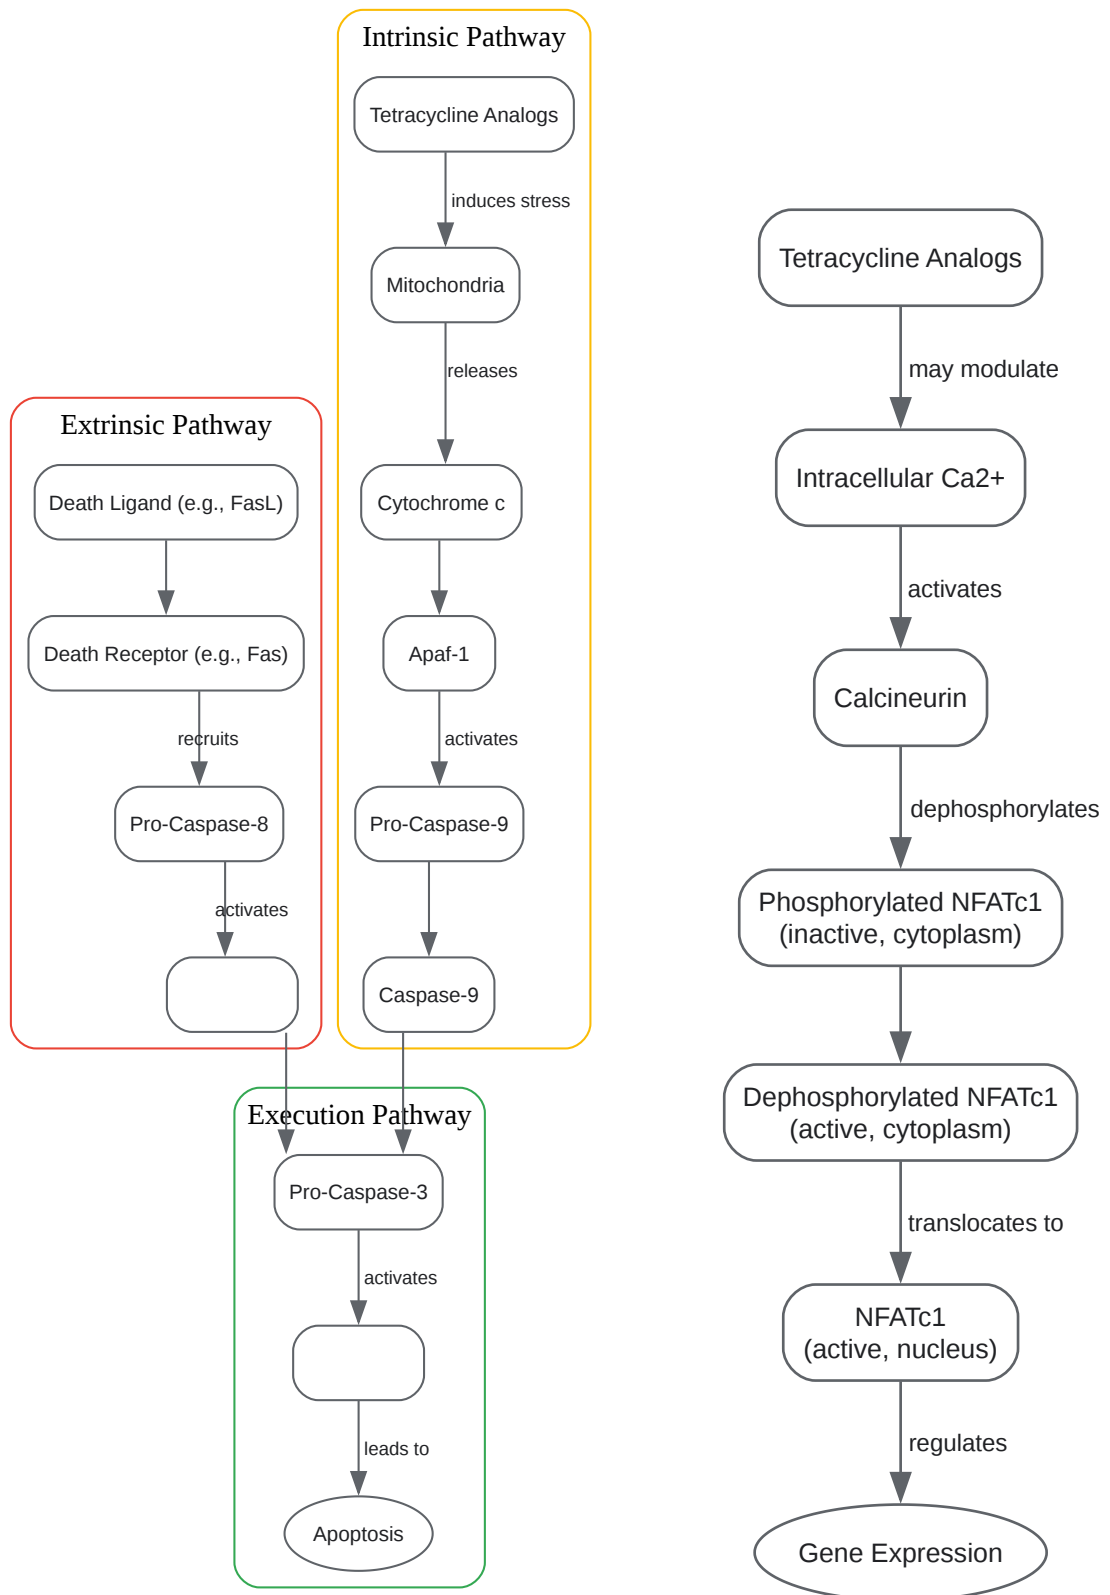 Intrinsic Pathway
Tetracycline Analogs
induces stress
Mitochondria
releases
Cytochrome c
Apaf-1
activates
Pro-Caspase-9
Caspase-9
Extrinsic Pathway
Death Ligand (e.g., FasL)
Death Receptor (e.g., Fas)
recruits
Pro-Caspase-8
activates
Execution Pathway
Pro-Caspase-3
activates
leads to
Apoptosis
Tetracycline Analogs
may modulate
Intracellular Ca2+
activates
Calcineurin
dephosphorylates
Phosphorylated NFATc1
(inactive, cytoplasm)
Dephosphorylated NFATc1
(active, cytoplasm)
translocates to
NFATc1
(active, nucleus)
regulates
Gene Expression